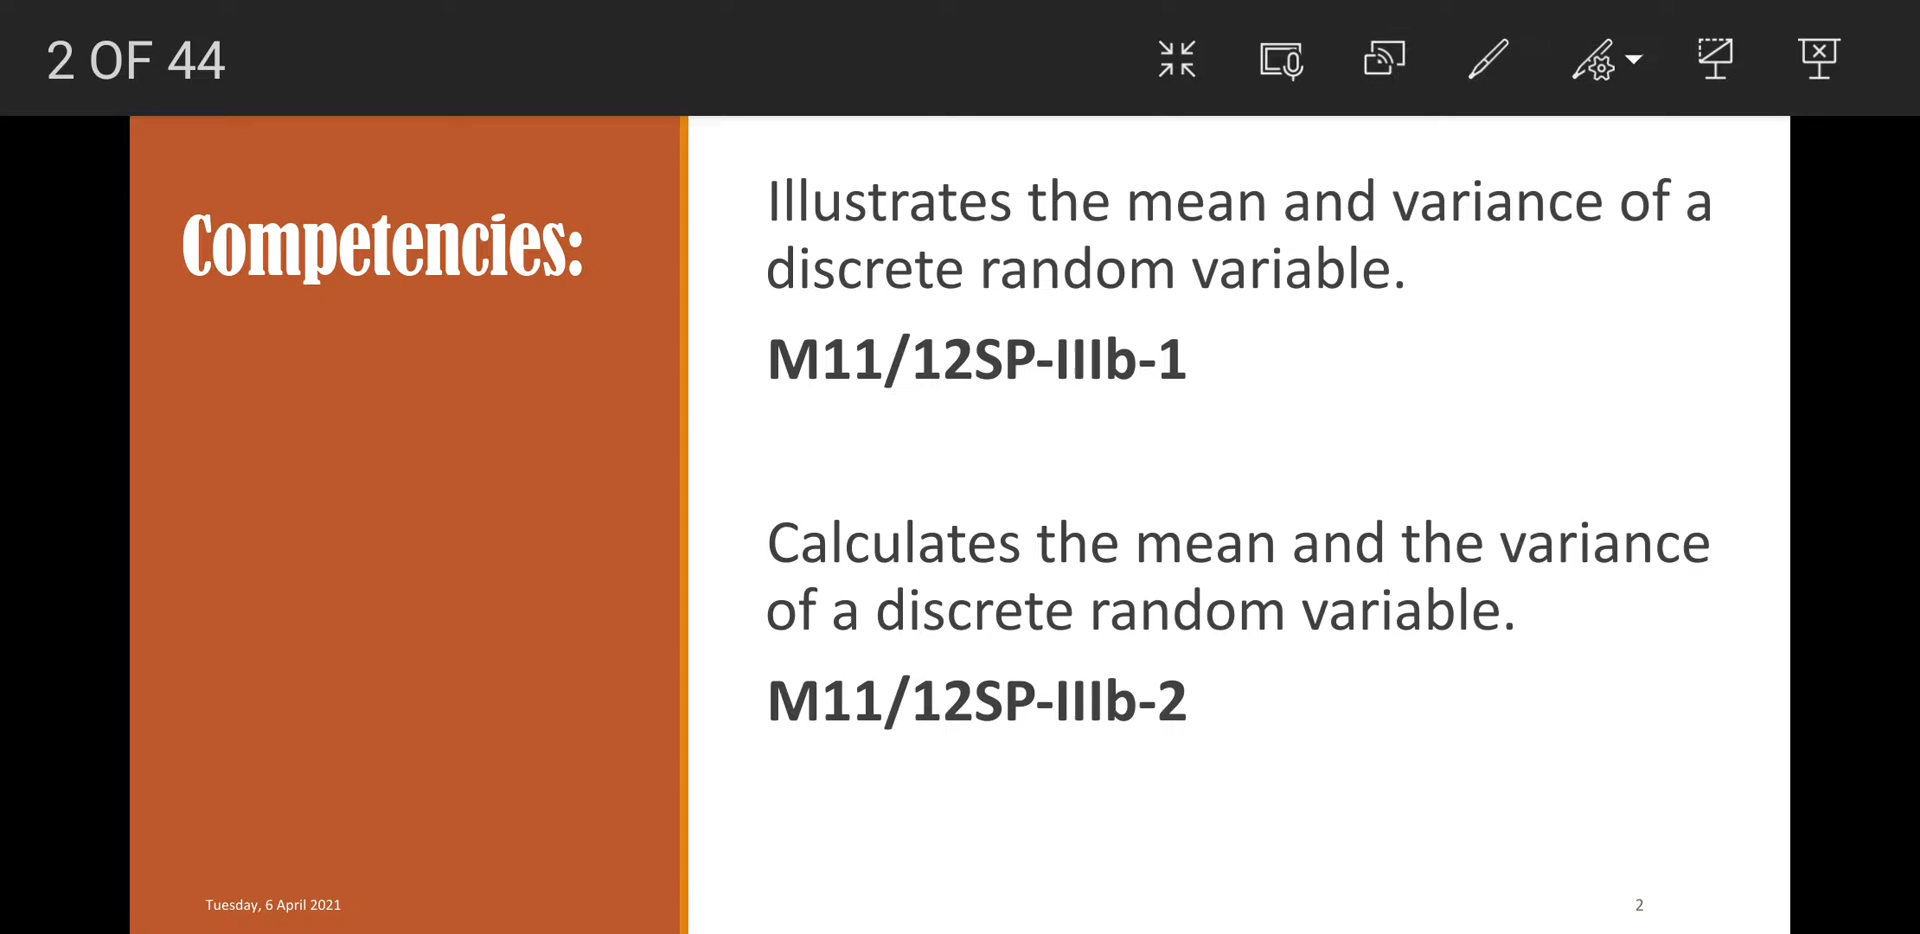 2 OF 44
Competencies:
Illustrates the mean and variance of a
discrete random variable.
M11/12SP-IIIb-1
Calculates the mean and the variance
of a discrete random variable.
M11/12SP-IIIb-2
Tuesday, 6 April 2021
2